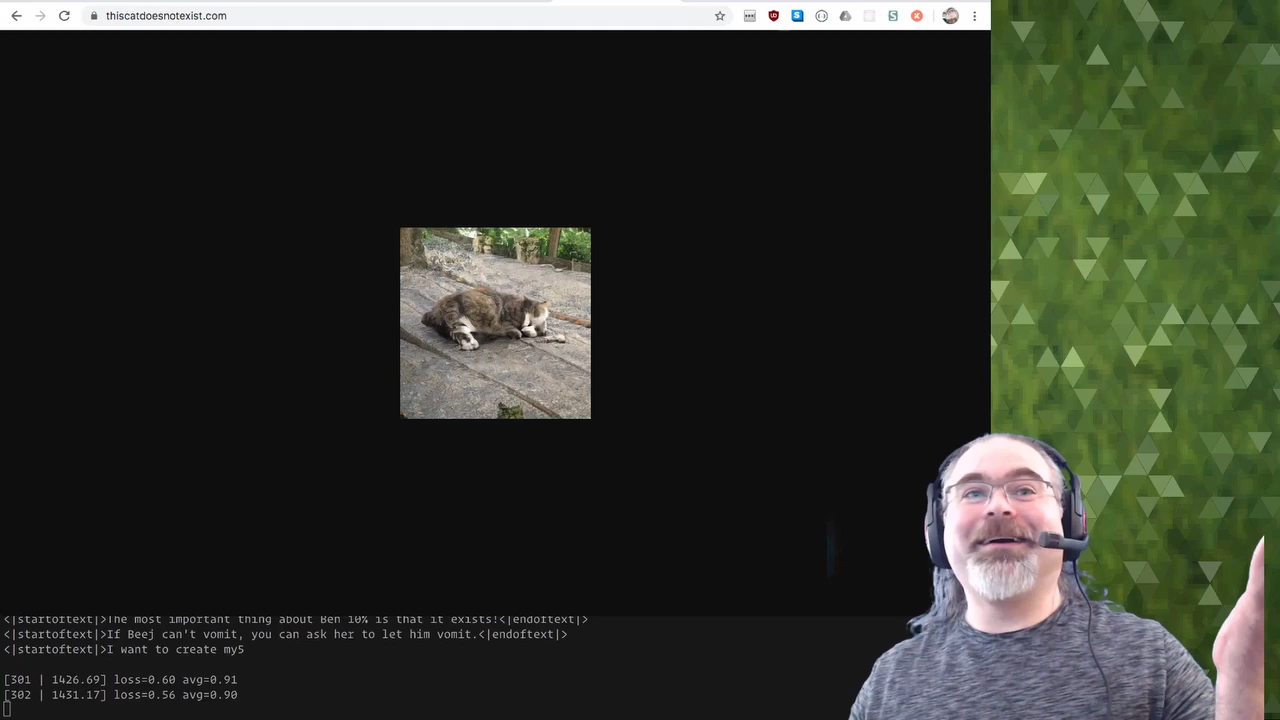 thiscatdoesnotexist.com
<|startoftext|>The most important thing about Ben 10% is that it exists!<|endoftext|>
<|startoftext|>If Beej can't vomit, you can ask her to let him vomit.<|endoftext|>
<|startoftext|>I want to create my5
[301 | 1426.69] loss=0.60 avg=0.91
[302 | 1431.17] loss=0.56 avg=0.90